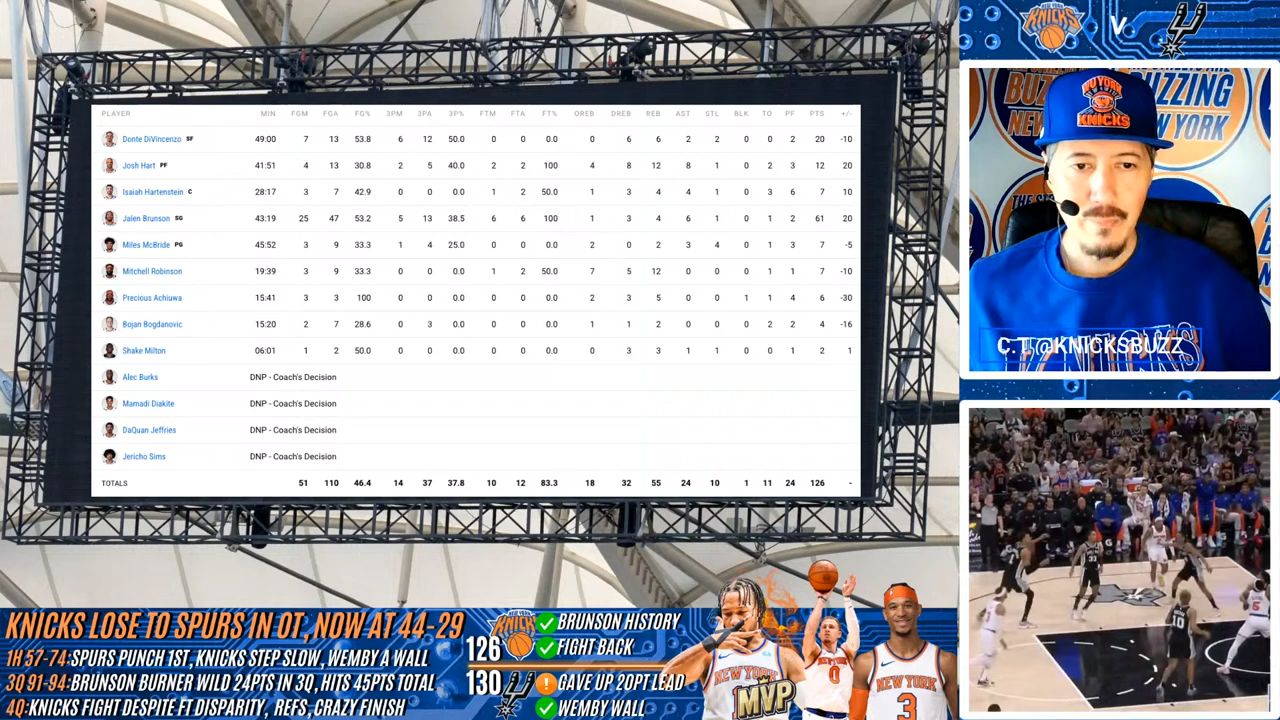 PLAYER MIN FGM FGA FG% 3PM 3PA 3P% FTM FTA FT% OREB DREB REB AST STL BLK TO PF PTS +/-
Donte DiVincenzo SF 49:00 7 13 53.8 6 12 50.0 0 0 0.0 0 6 6 2 2 0 0 2 20 -10
Josh Hart PF 41:51 4 13 30.8 2 5 40.0 2 2 100 4 8 12 8 1 0 2 3 12 20
Isaiah Hartenstein C 28:17 3 7 42.9 0 0 0.0 1 2 50.0 1 3 4 4 1 0 3 6 7 10
Jalen Brunson SG 43:19 25 47 53.2 5 13 38.5 6 6 100 1 3 4 6 1 0 1 2 61 20
Miles McBride PG 45:52 3 9 33.3 1 4 25.0 0 0 0.0 2 0 2 3 4 0 1 3 7 -5
Mitchell Robinson 19:39 3 9 33.3 0 0 0.0 1 2 50.0 7 5 12 0 0 0 1 1 7 -10
Precious Achiuwa 15:41 3 3 100 0 0 0.0 0 0 0.0 2 3 5 0 0 1 1 4 6 -30
Bojan Bogdanovic 15:20 2 7 28.6 0 3 0.0 0 0 0.0 1 1 2 0 0 0 2 2 4 -16
Shake Milton 06:01 1 2 50.0 0 0 0.0 0 0 0.0 0 3 3 1 1 0 0 1 2 1
Alec Burks DNP - Coach's Decision
Mamadi Diakite DNP - Coach's Decision
DaQuan Jeffries DNP - Coach's Decision
Jericho Sims DNP - Coach's Decision
TOTALS 51 110 46.4 14 37 37.8 10 12 83.3 18 32 55 24 10 1 11 24 126 -
KNICKS V
BUZZING
NEW YORK
NEW YORK
KNICKS
C.T @KNICKSBUZZ
33
10
5
KNICKS LOSE TO SPURS IN OT, NOW AT 44-29
1H 57-74: SPURS PUNCH 1ST, KNICKS STEP SLOW, WEMBY A WALL
3Q 91-94: BRUNSON BURNER WILD 24PTS IN 3Q, HITS 45PTS TOTAL
4Q: KNICKS FIGHT DESPITE FT DISPARITY, REFS, CRAZY FINISH
126 KNICKS
130
BRUNSON HISTORY
FIGHT BACK
GAVE UP 20PT LEAD
WEMBY WALL
NEW YORK
MVP
0
NEW YORK
3